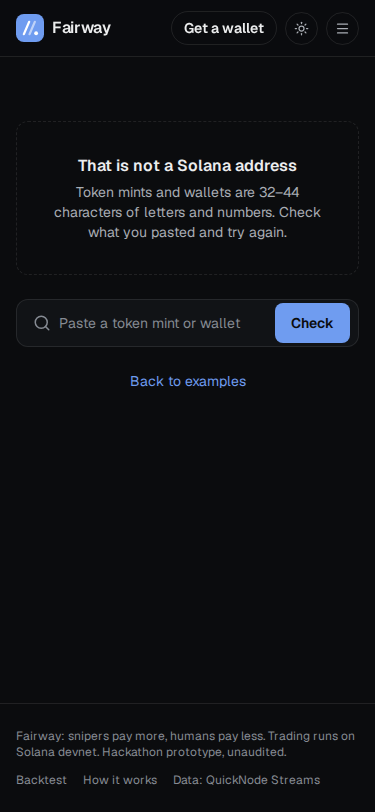 Fairway
Get a wallet
That is not a Solana address
Token mints and wallets are 32–44
characters of letters and numbers. Check
what you pasted and try again.
Paste a token mint or wallet
Check
Back to examples
Fairway: snipers pay more, humans pay less. Trading runs on
Solana devnet. Hackathon prototype, unaudited.
Backtest How it works Data: QuickNode Streams